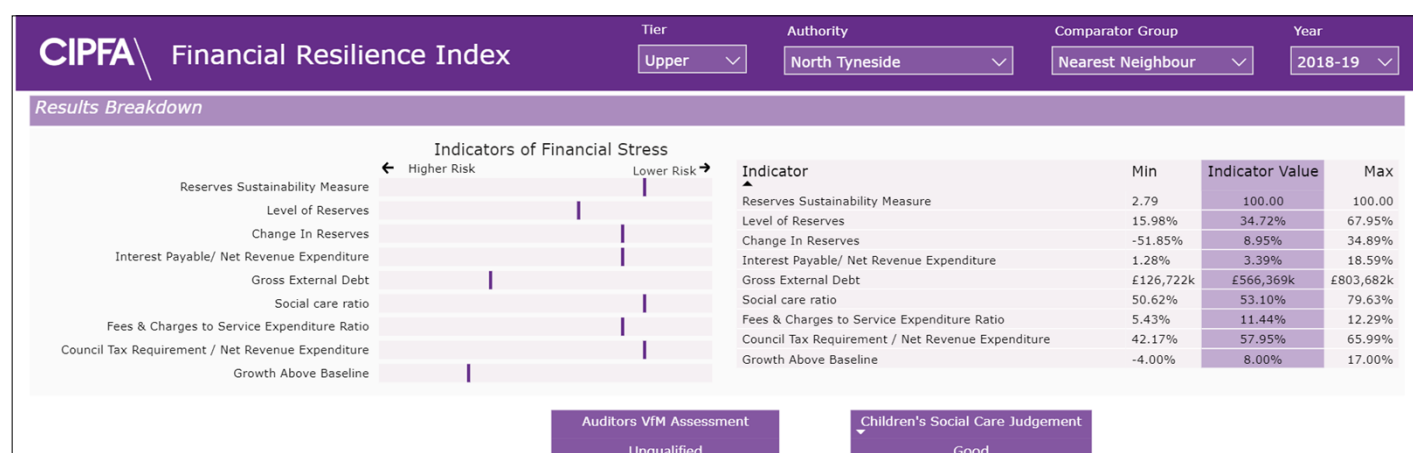 CIPFA\ Financial Resilience Index
Tier
Upper
Authority
North Tyneside
Comparator Group
Nearest Neighbour
Year
2018-19
Results Breakdown
Indicators of Financial Stress
← Higher Risk Lower Risk →
Reserves Sustainability Measure
Level of Reserves
Change In Reserves
Interest Payable/ Net Revenue Expenditure
Gross External Debt
Social care ratio
Fees & Charges to Service Expenditure Ratio
Council Tax Requirement / Net Revenue Expenditure
Growth Above Baseline
Indicator Min Indicator Value Max
Reserves Sustainability Measure 2.79 100.00 100.00
Level of Reserves 15.98% 34.72% 67.95%
Change In Reserves -51.85% 8.95% 34.89%
Interest Payable/ Net Revenue Expenditure 1.28% 3.39% 18.59%
Gross External Debt £126,722k £566,369k £803,682k
Social care ratio 50.62% 53.10% 79.63%
Fees & Charges to Service Expenditure Ratio 5.43% 11.44% 12.29%
Council Tax Requirement / Net Revenue Expenditure 42.17% 57.95% 65.99%
Growth Above Baseline -4.00% 8.00% 17.00%
Auditors VfM Assessment
Unqualified
Children's Social Care Judgement
Good